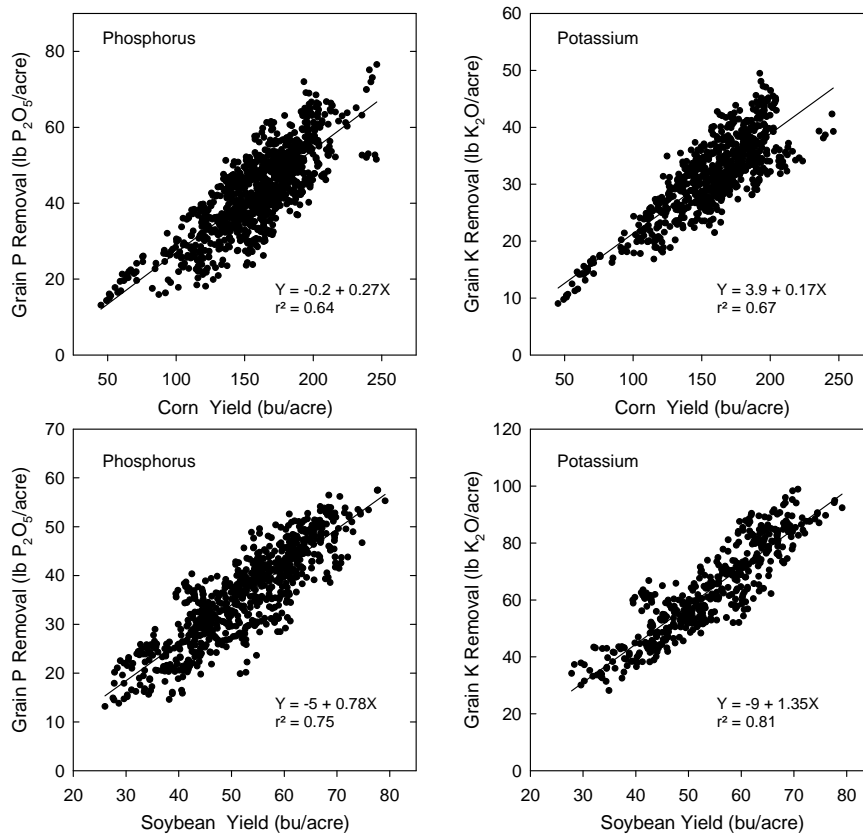 Phosphorus
Grain P Removal (lb P₂O₅/acre)
80
60
40
20
0
Y = -0.2 + 0.27X
r² = 0.64
50 100 150 200 250
Corn Yield (bu/acre)
Potassium
Grain K Removal (lb K₂O/acre)
60
50
40
30
20
10
0
Y = 3.9 + 0.17X
r² = 0.67
50 100 150 200 250
Corn Yield (bu/acre)
Phosphorus
Grain P Removal (lb P₂O₅/acre)
70
60
50
40
30
20
10
0
Y = -5 + 0.78X
r² = 0.75
20 30 40 50 60 70 80
Soybean Yield (bu/acre)
Potassium
Grain K Removal (lb K₂O/acre)
120
100
80
60
40
20
0
Y = -9 + 1.35X
r² = 0.81
20 30 40 50 60 70 80
Soybean Yield (bu/acre)